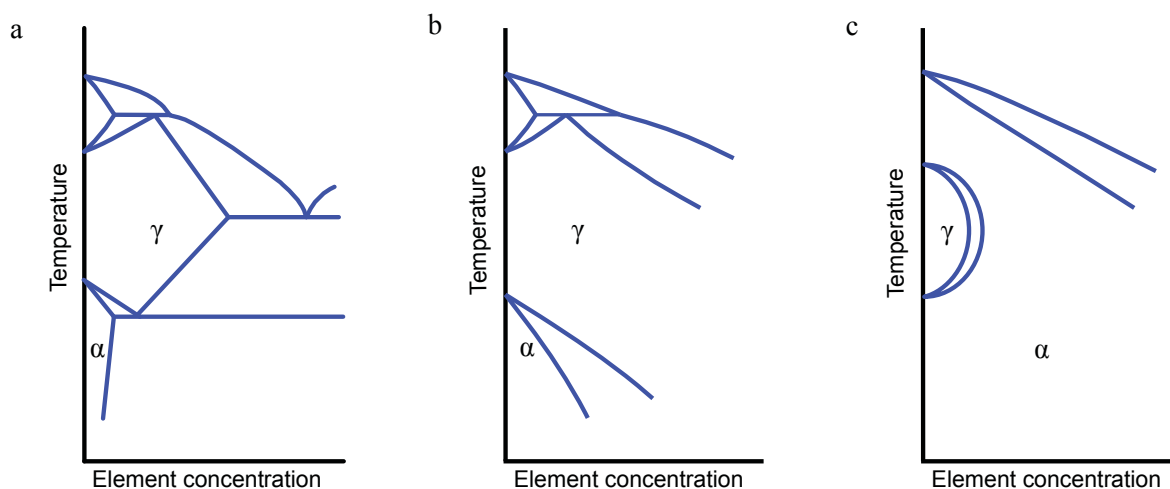 a
Temperature
γ
α
Element concentration
b
Temperature
γ
α
Element concentration
c
Temperature
γ
α
Element concentration